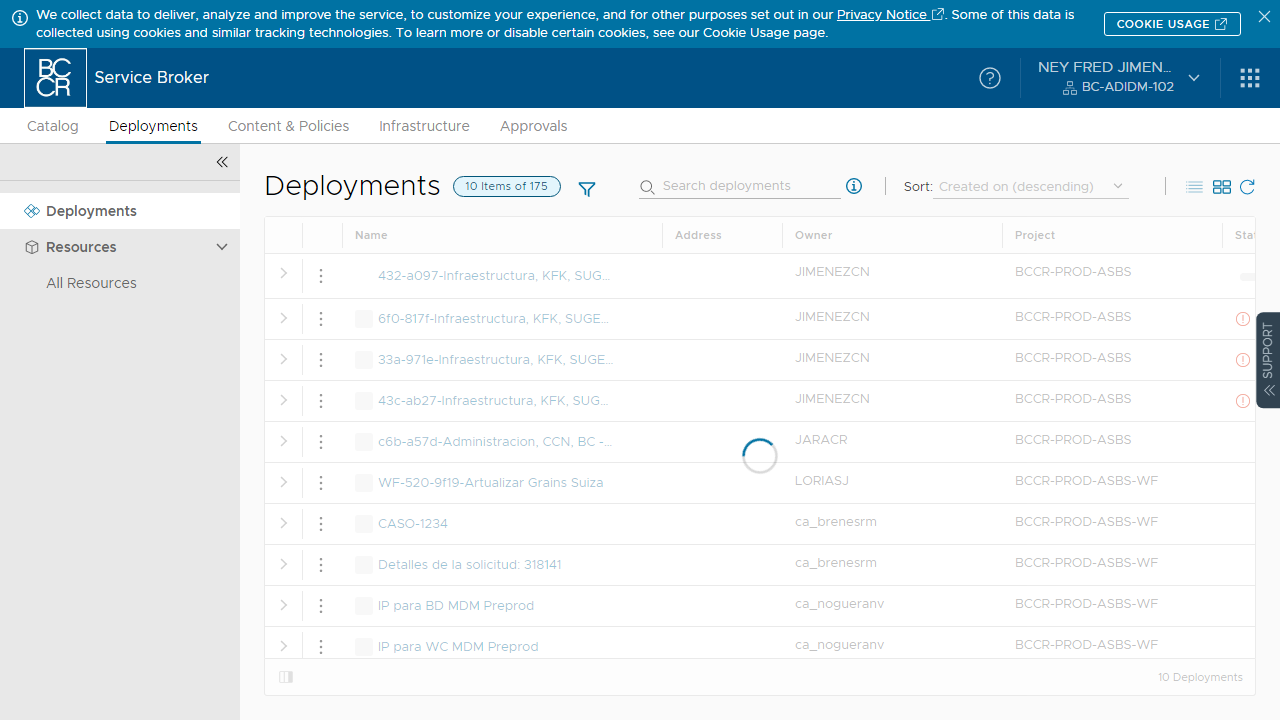 We collect data to deliver, analyze and improve the service, to customize your experience, and for other purposes set out in our Privacy Notice. Some of this data is
collected using cookies and similar tracking technologies. To learn more or disable certain cookies, see our Cookie Usage page.
COOKIE USAGE
BC
CR
Service Broker
NEY FRED JIMEN...
BC-ADIDM-102
Catalog
Deployments
Content & Policies
Infrastructure
Approvals
Deployments
Resources
All Resources
Deployments
10 Items of 175
Search deployments
Sort: Created on (descending)
Name
Address
Owner
Project
Stat
432-a097-Infraestructura, KFK, SUG...
JIMENEZCN
BCCR-PROD-ASBS
6f0-817f-Infraestructura, KFK, SUGE...
JIMENEZCN
BCCR-PROD-ASBS
33a-971e-Infraestructura, KFK, SUGE...
JIMENEZCN
BCCR-PROD-ASBS
43c-ab27-Infraestructura, KFK, SUG...
JIMENEZCN
BCCR-PROD-ASBS
c6b-a57d-Administracion, CCN, BC -...
JARACR
BCCR-PROD-ASBS
WF-520-9f19-Artualizar Grains Suiza
LORIASJ
BCCR-PROD-ASBS-WF
CASO-1234
ca_brenesrm
BCCR-PROD-ASBS-WF
Detalles de la solicitud: 318141
ca_brenesrm
BCCR-PROD-ASBS-WF
IP para BD MDM Preprod
ca_nogueranv
BCCR-PROD-ASBS-WF
IP para WC MDM Preprod
ca_nogueranv
BCCR-PROD-ASBS-WF
10 Deployments
SUPPORT